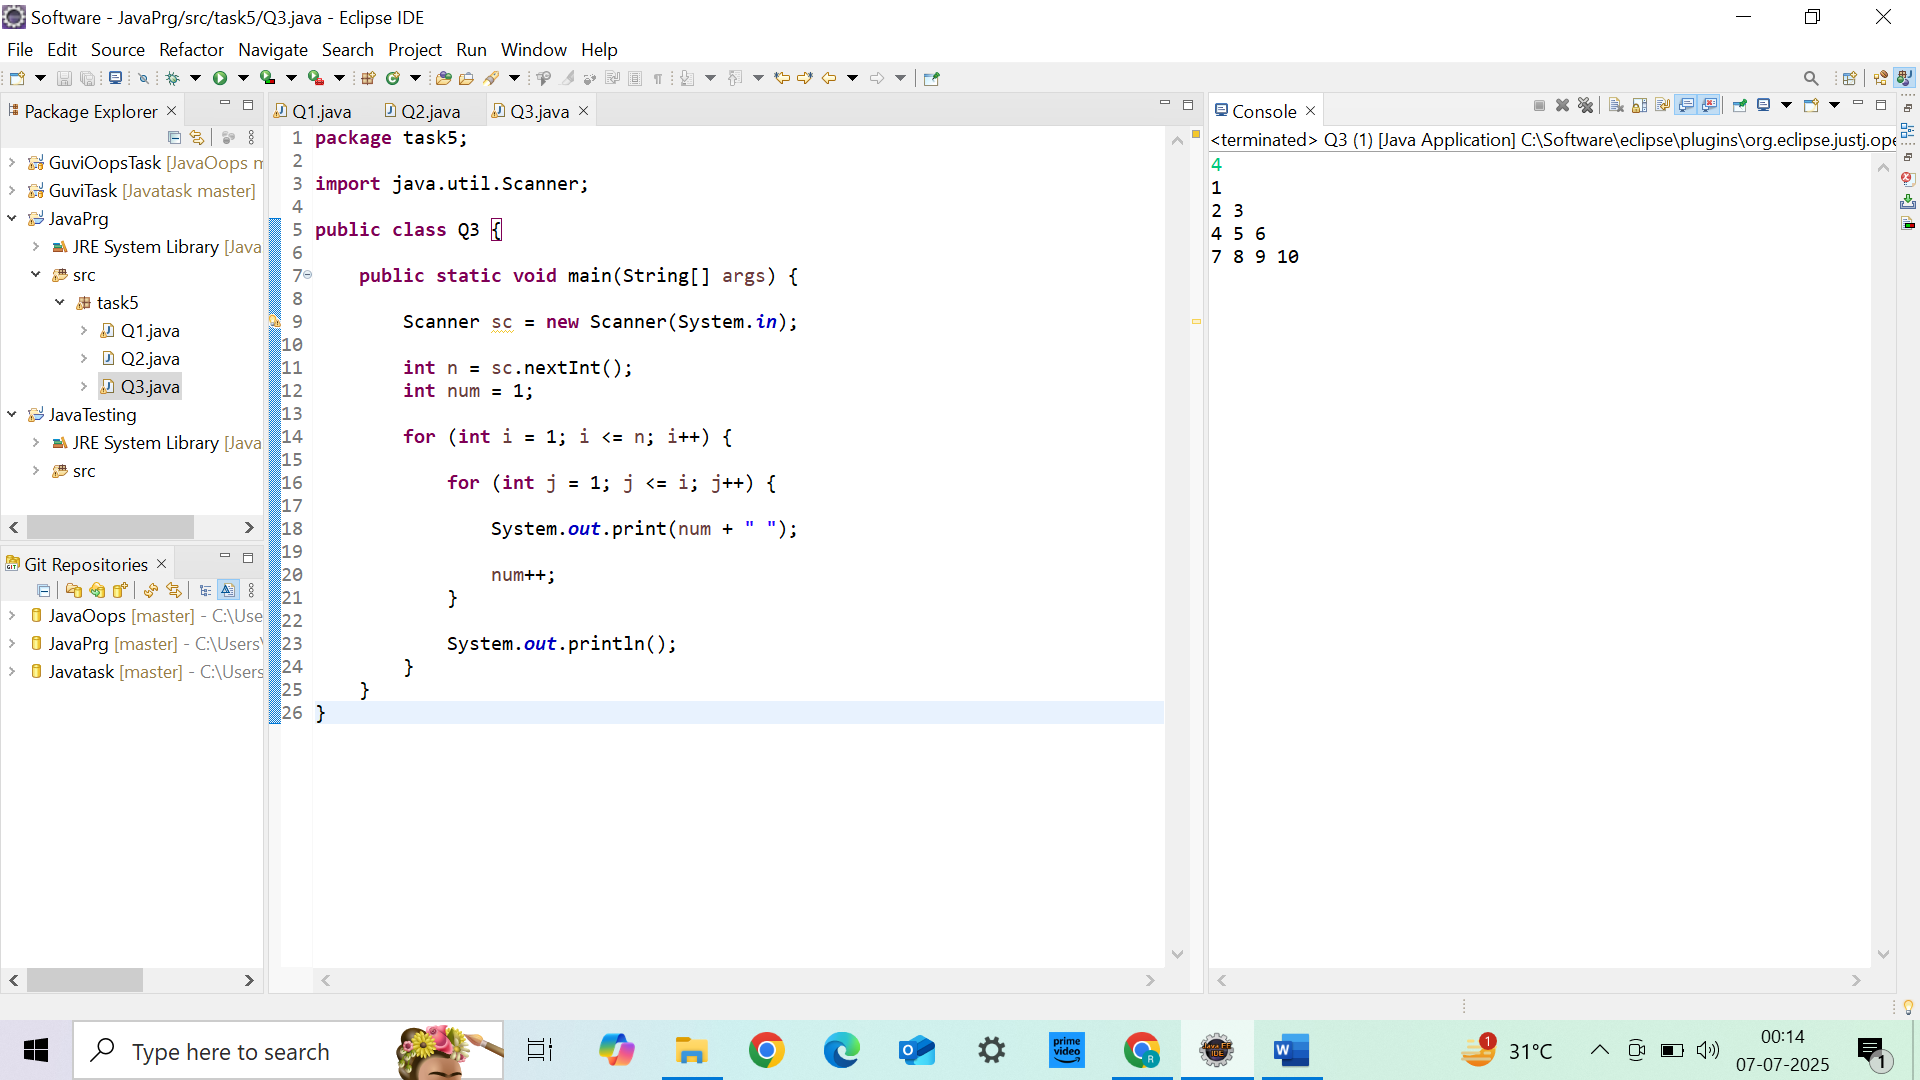 Software - JavaPrg/src/task5/Q3.java - Eclipse IDE
File Edit Source Refactor Navigate Search Project Run Window Help
Package Explorer
GuviOopsTask [JavaOops m
GuviTask [Javatask master]
JavaPrg
JRE System Library [Java
src
task5
Q1.java
Q2.java
Q3.java
JavaTesting
JRE System Library [Java
src
Git Repositories
JavaOops [master] - C:\Use
JavaPrg [master] - C:\Users\
Javatask [master] - C:\Users
Q1.java Q2.java Q3.java
1 package task5;
2
3 import java.util.Scanner;
4
5 public class Q3 {
6
7 public static void main(String[] args) {
8
9 Scanner sc = new Scanner(System.in);
10
11 int n = sc.nextInt();
12 int num = 1;
13
14 for (int i = 1; i <= n; i++) {
15
16 for (int j = 1; j <= i; j++) {
17
18 System.out.print(num + " ");
19
20 num++;
21 }
22
23 System.out.println();
24 }
25 }
26 }
Console
<terminated> Q3 (1) [Java Application] C:\Software\eclipse\plugins\org.eclipse.justj.ope
4
1
2 3
4 5 6
7 8 9 10
Type here to search
prime video
Java EE IDE
1
31°C
00:14
07-07-2025
1